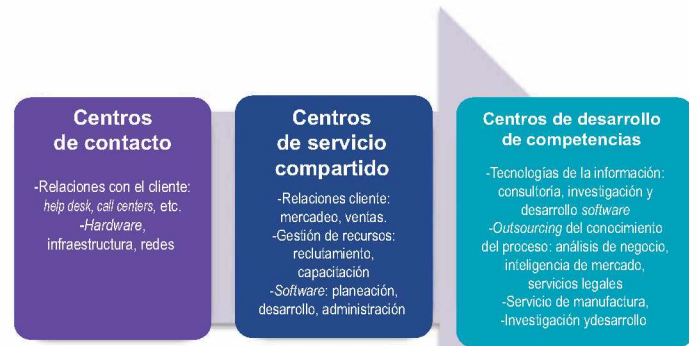 Centros
de contacto
-Relaciones con el cliente:
help desk, call centers, etc.
-Hardware,
infraestructura, redes
Centros
de servicio
compartido
-Relaciones cliente:
mercadeo, ventas.
-Gestión de recursos:
reclutamiento,
capacitación
-Software: planeación,
desarrollo, administración
Centros de desarrollo
de competencias
-Tecnologías de la información:
consultoría, investigación y
desarrollo software
-Outsourcing del conocimiento
del proceso: análisis de negocio,
inteligencia de mercado,
servicios legales
-Servicio de manufactura,
-Investigación ydesarrollo